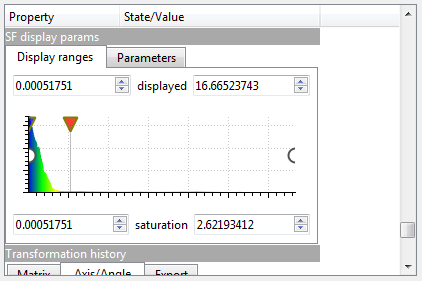 Property State/Value
SF display params
Display ranges Parameters
0.00051751 displayed 16.66523743
0.00051751 saturation 2.62193412
Transformation history
Matrix Axis/Angle Export